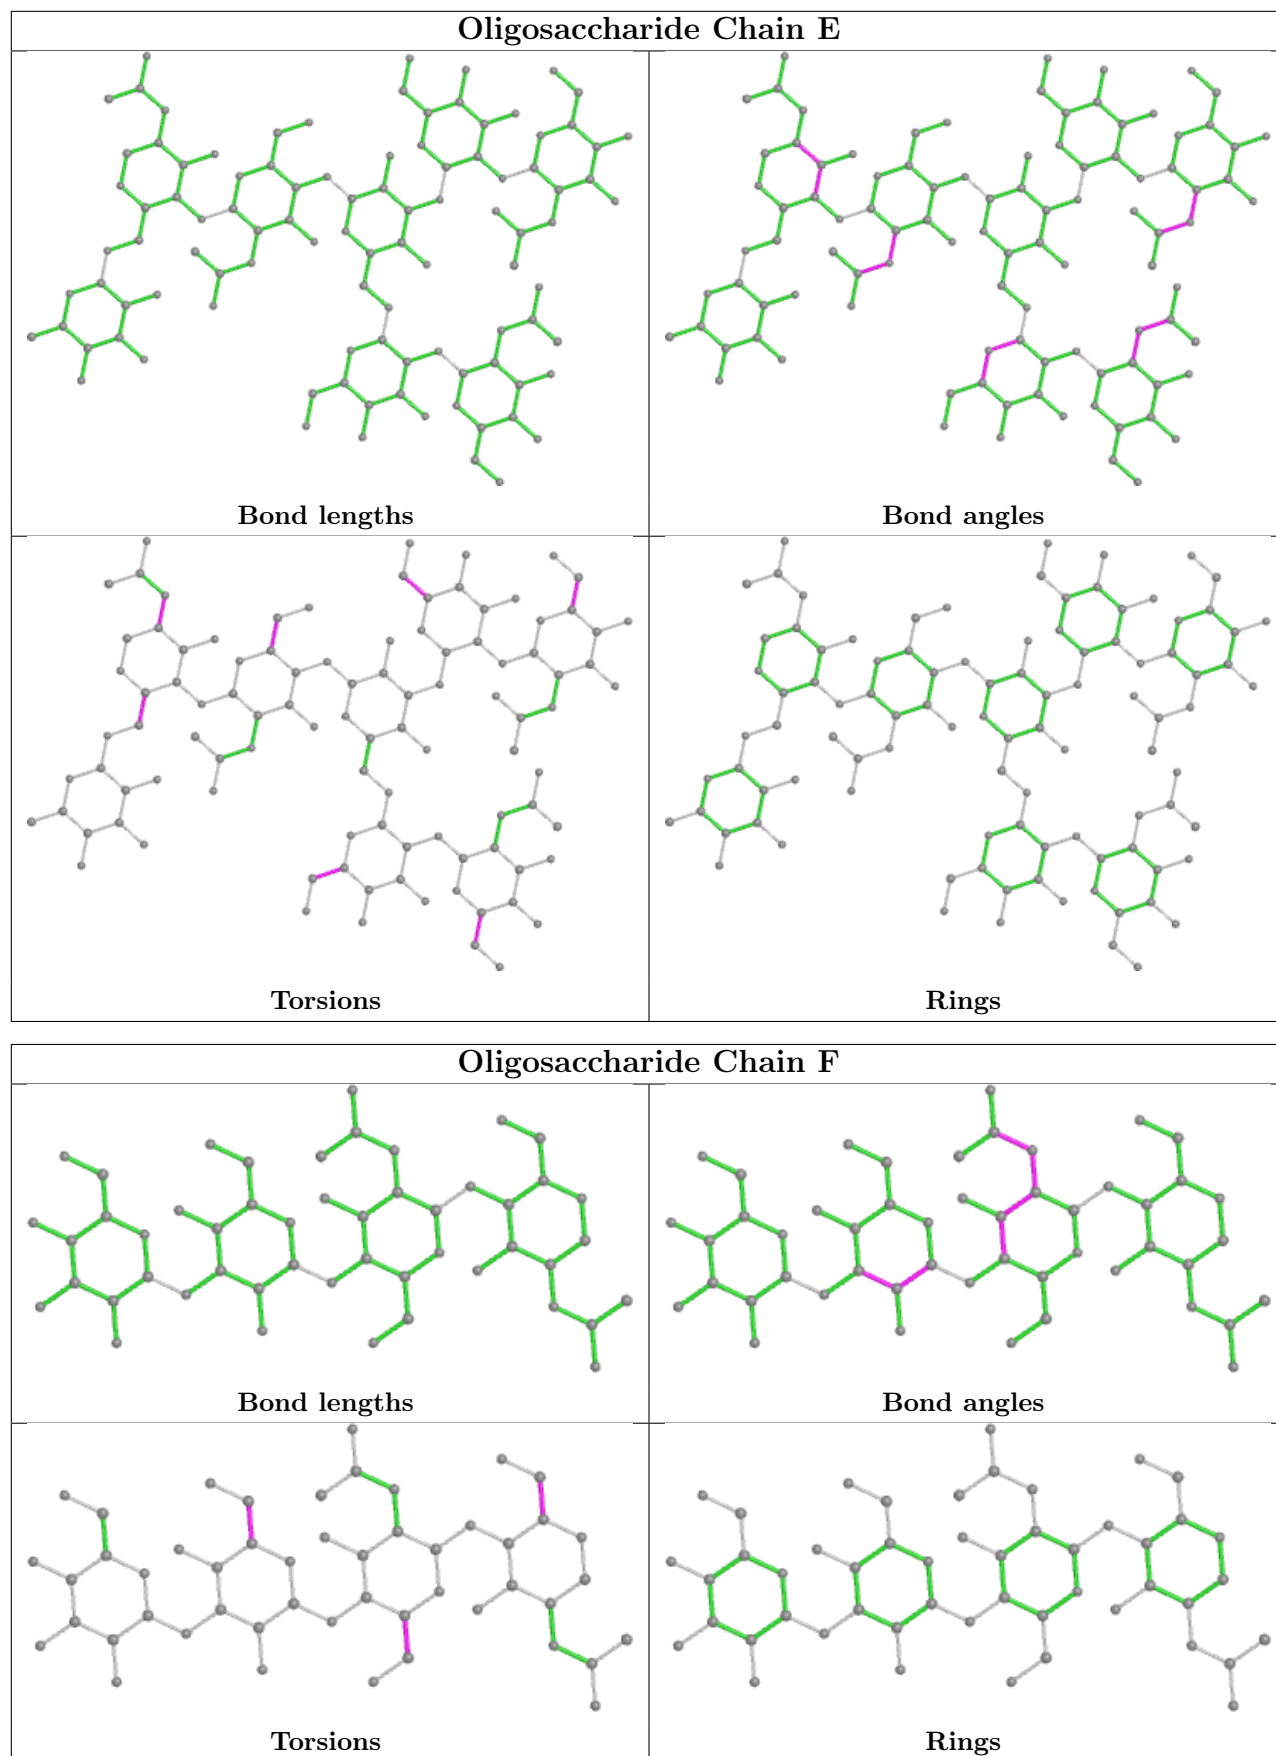 Oligosaccharide Chain E
Bond lengths
Bond angles
Torsions
Rings
Oligosaccharide Chain F
Bond lengths
Bond angles
Torsions
Rings